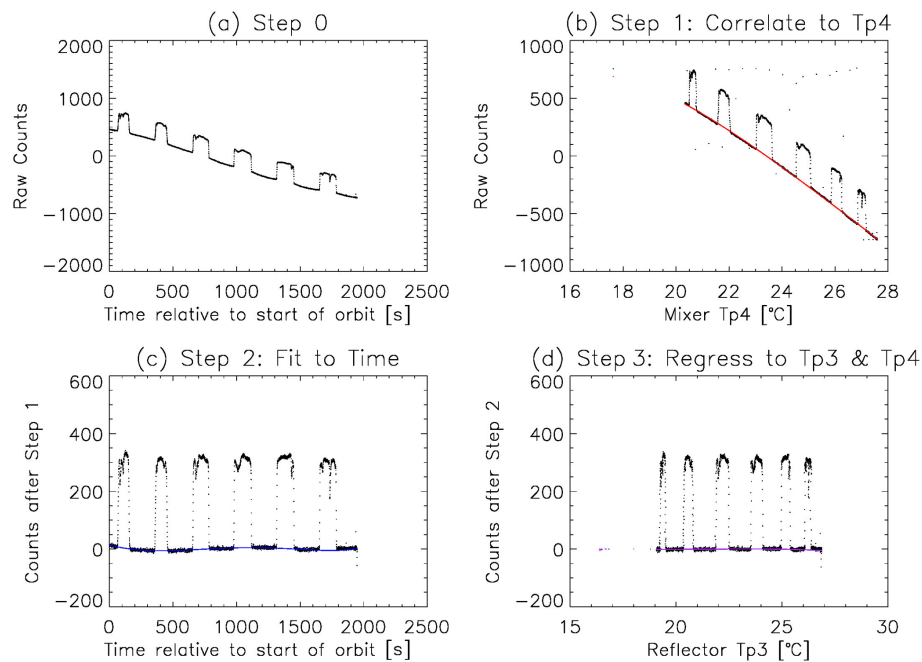 (a) Step 0
2000
1000
0
−1000
−2000
Raw Counts
0 500 1000 1500 2000 2500
Time relative to start of orbit [s]
(b) Step 1: Correlate to Tp4
1000
500
0
−500
−1000
Raw Counts
16 18 20 22 24 26 28
Mixer Tp4 [°C]
(c) Step 2: Fit to Time
600
400
200
0
−200
Counts after Step 1
0 500 1000 1500 2000 2500
Time relative to start of orbit [s]
(d) Step 3: Regress to Tp3 & Tp4
600
400
200
0
−200
Counts after Step 2
15 20 25 30
Reflector Tp3 [°C]